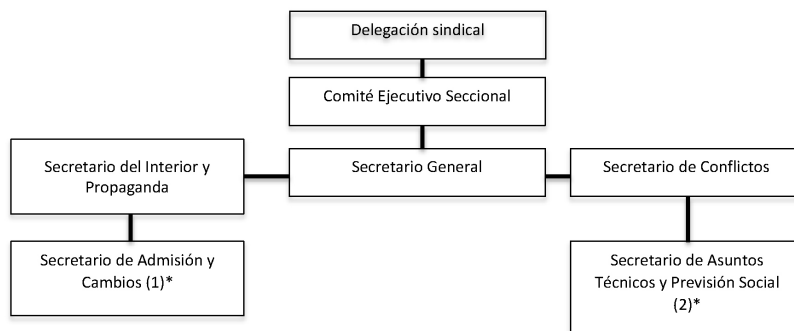 Delegación sindical
Comité Ejecutivo Seccional
Secretario del Interior y
Propaganda
Secretario General
Secretario de Conflictos
Secretario de Admisión y
Cambios (1)*
Secretario de Asuntos
Técnicos y Previsión Social
(2)*